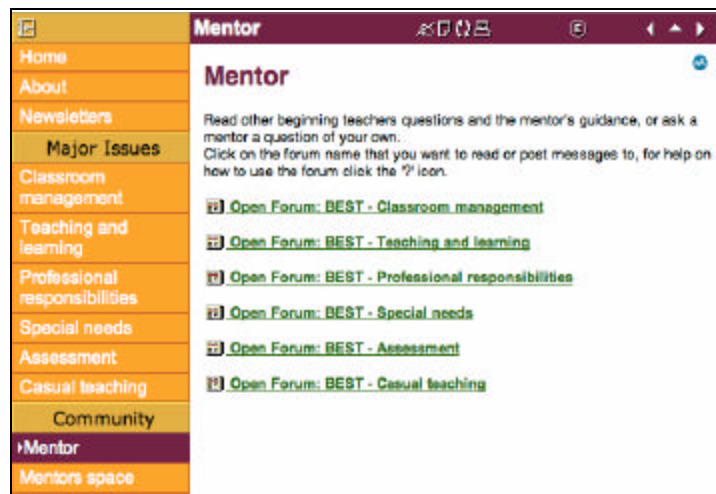 Mentor
Home
About
Newsletters
Major Issues
Classroom
management
Teaching and
learning
Professional
responsibilities
Special needs
Assessment
Casual teaching
Community
Mentor
Mentors space
Mentor
Read other beginning teachers questions and the mentor's guidance, or ask a
mentor a question of your own.
Click on the forum name that you want to read or post messages to, for help on
how to use the forum click the '?' icon.
Open Forum: BEST - Classroom management
Open Forum: BEST - Teaching and learning
Open Forum: BEST - Professional responsibilities
Open Forum: BEST - Special needs
Open Forum: BEST - Assessment
Open Forum: BEST - Casual teaching